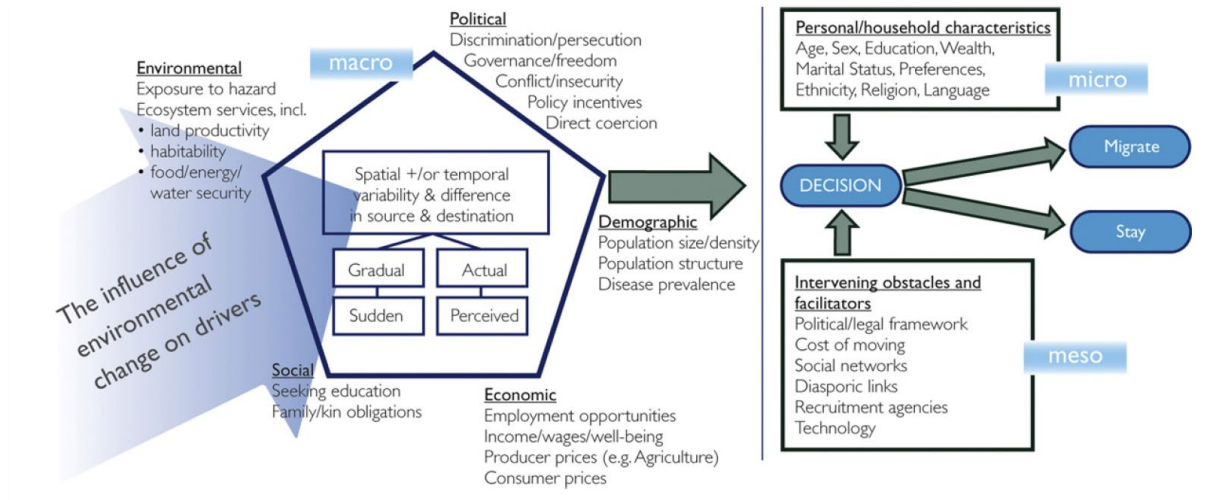 Political
Discrimination/persecution
Governance/freedom
Conflict/insecurity
Policy incentives
Direct coercion
macro
Environmental
Exposure to hazard
Ecosystem services, incl.
• land productivity
• habitability
• food/energy/
water security
The influence of
environmental
change on drivers
Spatial +/or temporal
variability & difference
in source & destination
Gradual
Actual
Sudden
Perceived
Demographic
Population size/density
Population structure
Disease prevalence
Social
Seeking education
Family/kin obligations
Economic
Employment opportunities
Income/wages/well-being
Producer prices (e.g. Agriculture)
Consumer prices
Personal/household characteristics
Age, Sex, Education, Wealth,
Marital Status, Preferences,
Ethnicity, Religion, Language
micro
DECISION
Migrate
Stay
Intervening obstacles and
facilitators
Political/legal framework
Cost of moving
Social networks
Diasporic links
Recruitment agencies
Technology
meso